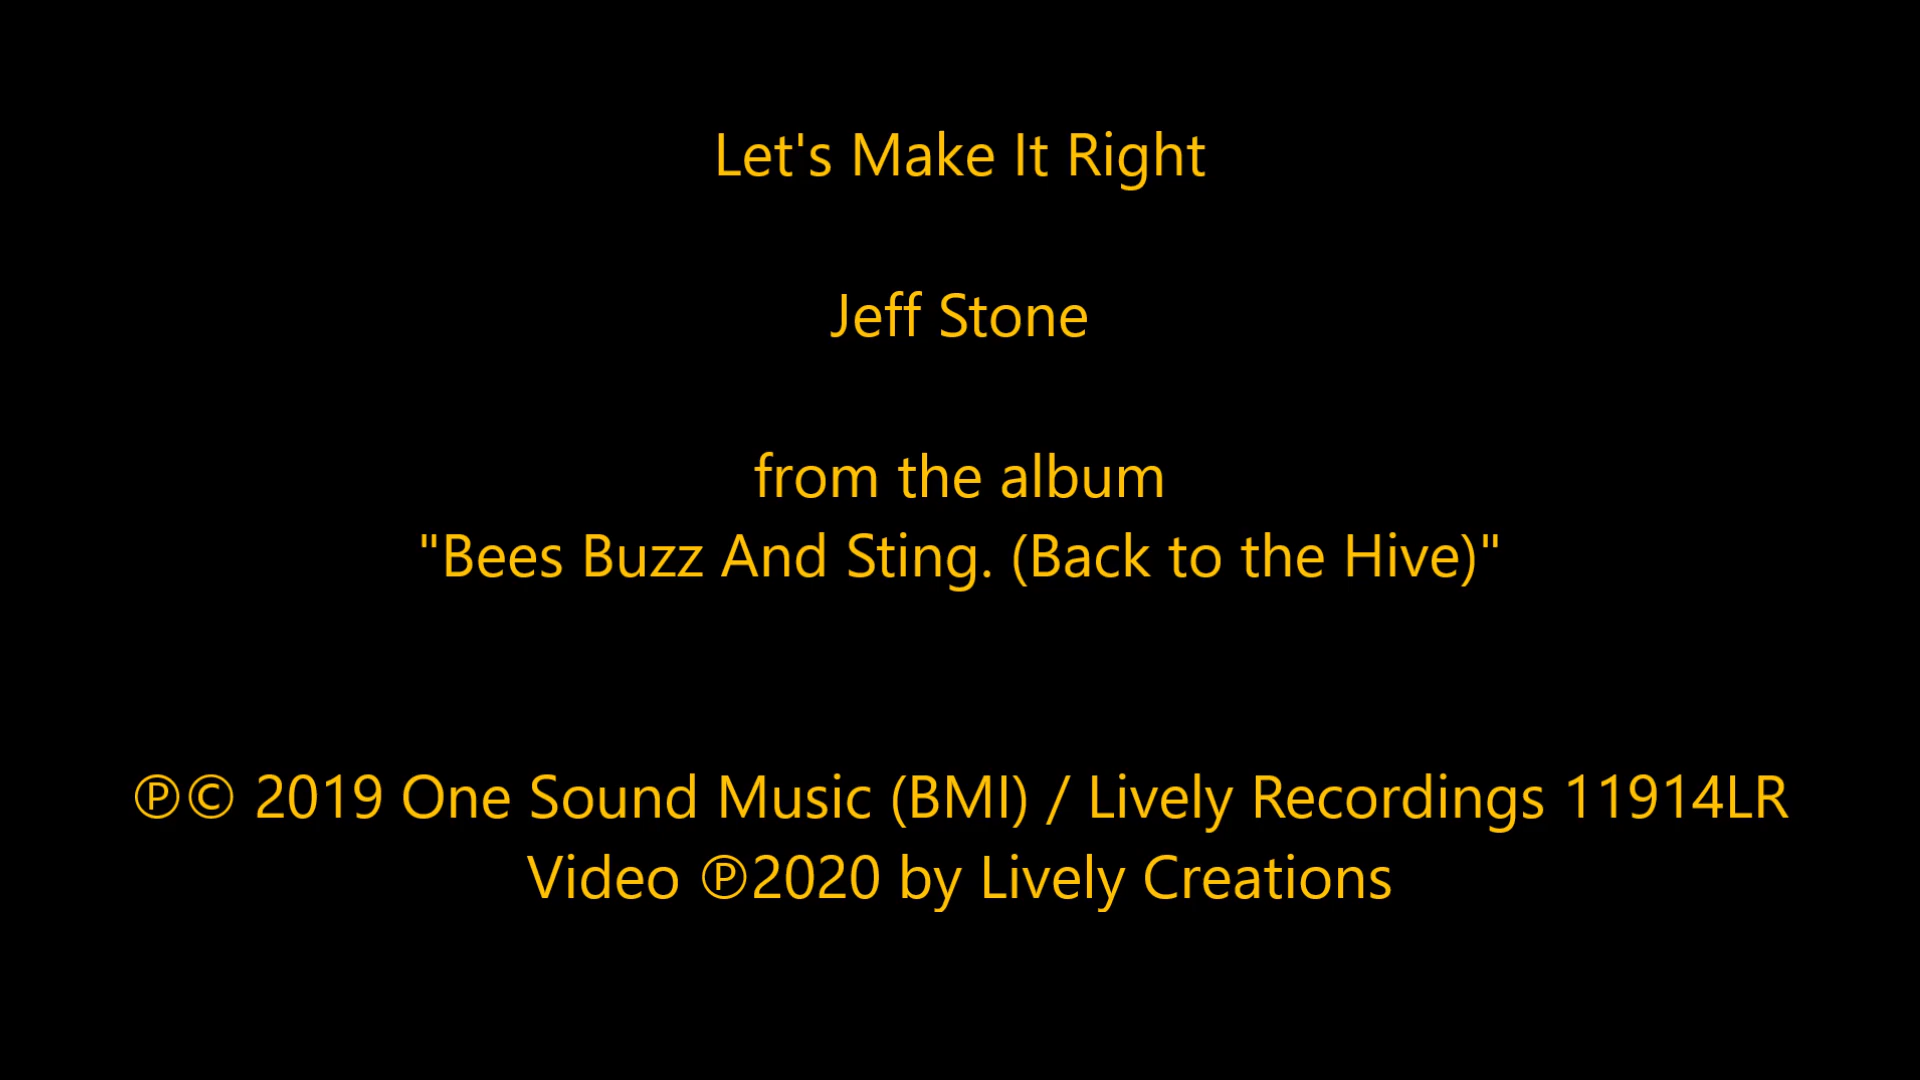 Let's Make It Right
Jeff Stone
from the album
"Bees Buzz And Sting. (Back to the Hive)"
℗© 2019 One Sound Music (BMI) / Lively Recordings 11914LR
Video ℗2020 by Lively Creations